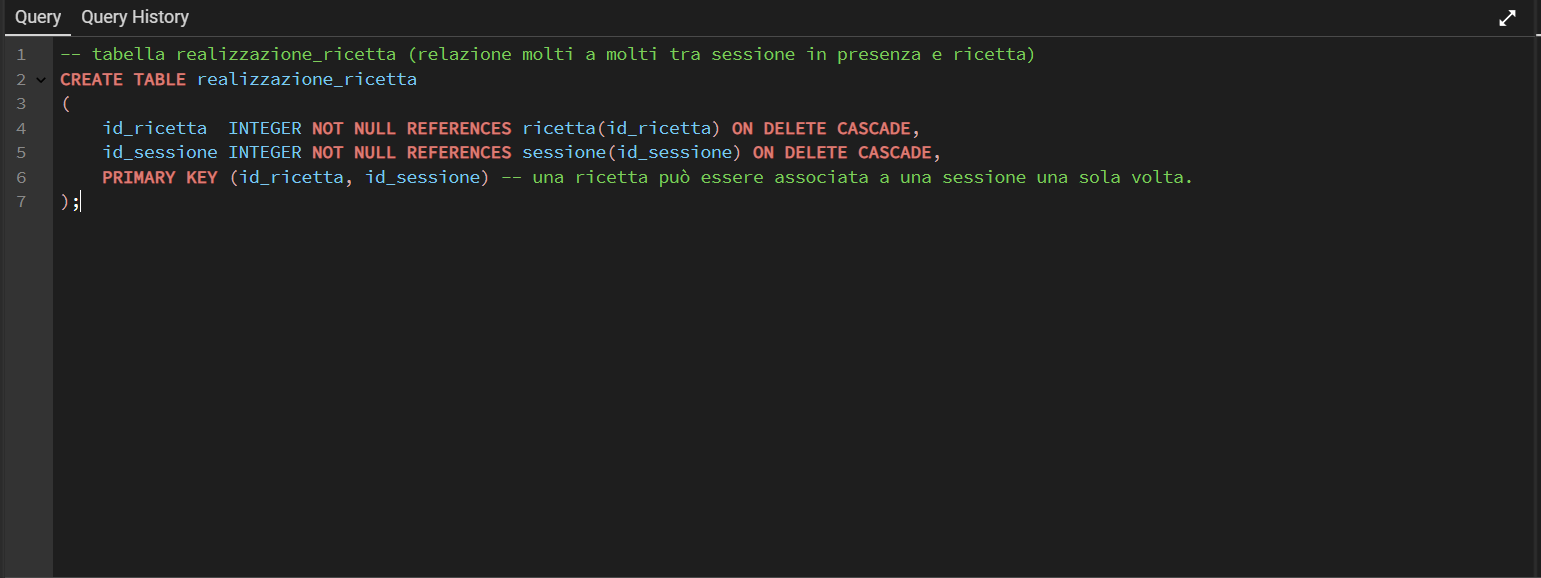 Query Query History
1 -- tabella realizzazione_ricetta (relazione molti a molti tra sessione in presenza e ricetta)
2 CREATE TABLE realizzazione_ricetta
3 (
4     id_ricetta  INTEGER NOT NULL REFERENCES ricetta(id_ricetta) ON DELETE CASCADE,
5     id_sessione INTEGER NOT NULL REFERENCES sessione(id_sessione) ON DELETE CASCADE,
6     PRIMARY KEY (id_ricetta, id_sessione) -- una ricetta può essere associata a una sessione una sola volta.
7 );